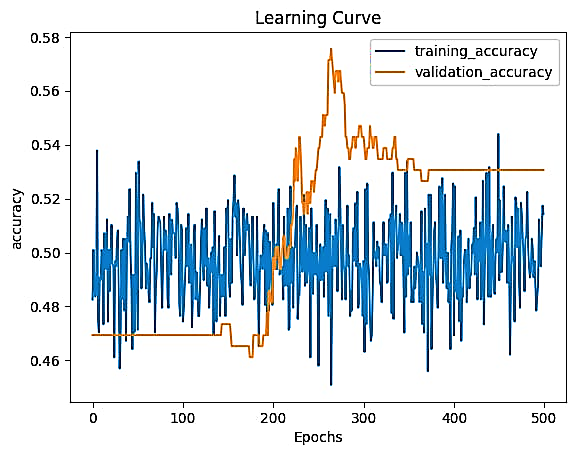 Learning Curve
training_accuracy
validation_accuracy
0.58
0.56
0.54
0.52
0.50
0.48
0.46
accuracy
0
100
200
300
400
500
Epochs